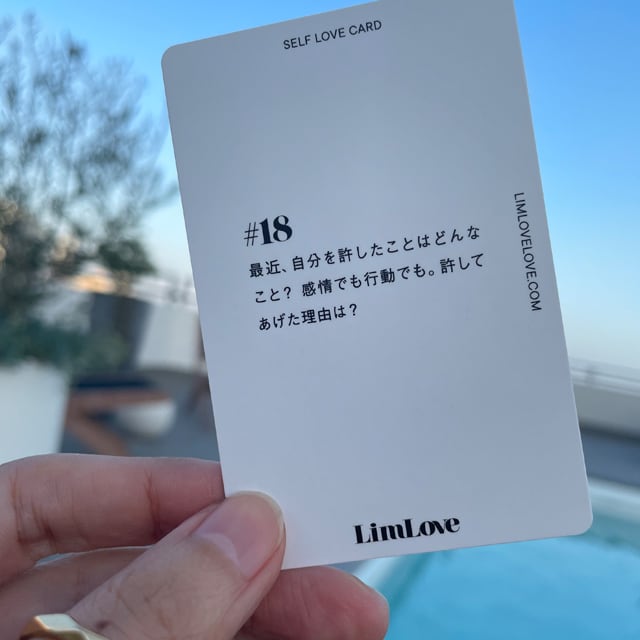 SELF LOVE CARD
#18
最近、自分を許したことはどんな
こと? 感情でも行動でも。許して
あげた理由は?
LIMLOVELOVE.COM
LimLove